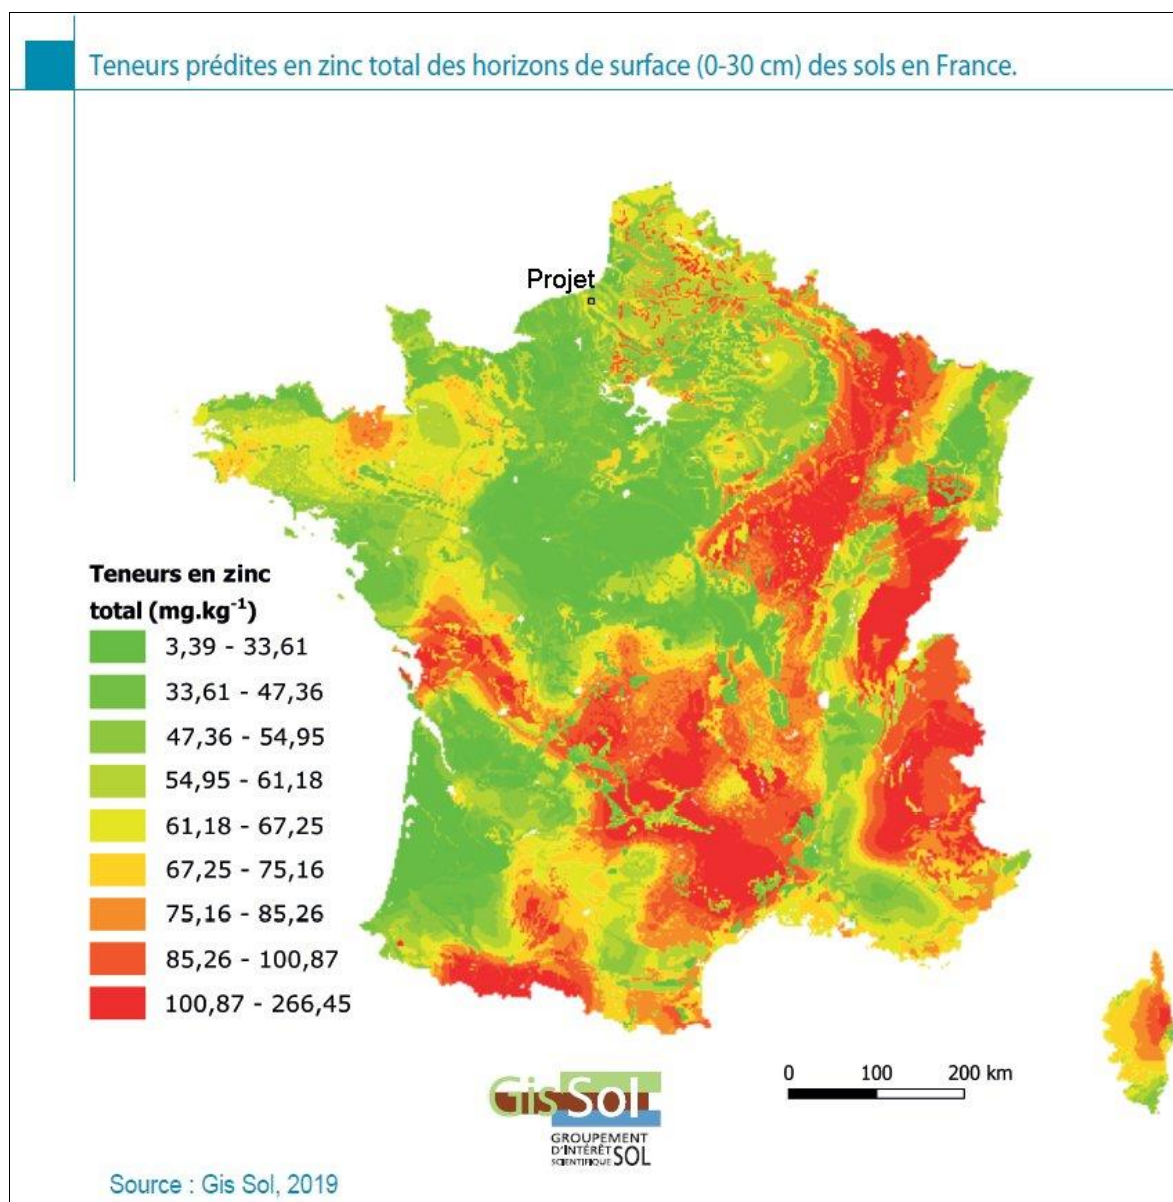 Teneurs prédites en zinc total des horizons de surface (0-30 cm) des sols en France.
Projet
Teneurs en zinc
total (mg.kg⁻¹)
3,39 - 33,61
33,61 - 47,36
47,36 - 54,95
54,95 - 61,18
61,18 - 67,25
67,25 - 75,16
75,16 - 85,26
85,26 - 100,87
100,87 - 266,45
0 100 200 km
Gis Sol
GROUPEMENT
D'INTÉRÊT
SCIENTIFIQUE SOL
Source : Gis Sol, 2019